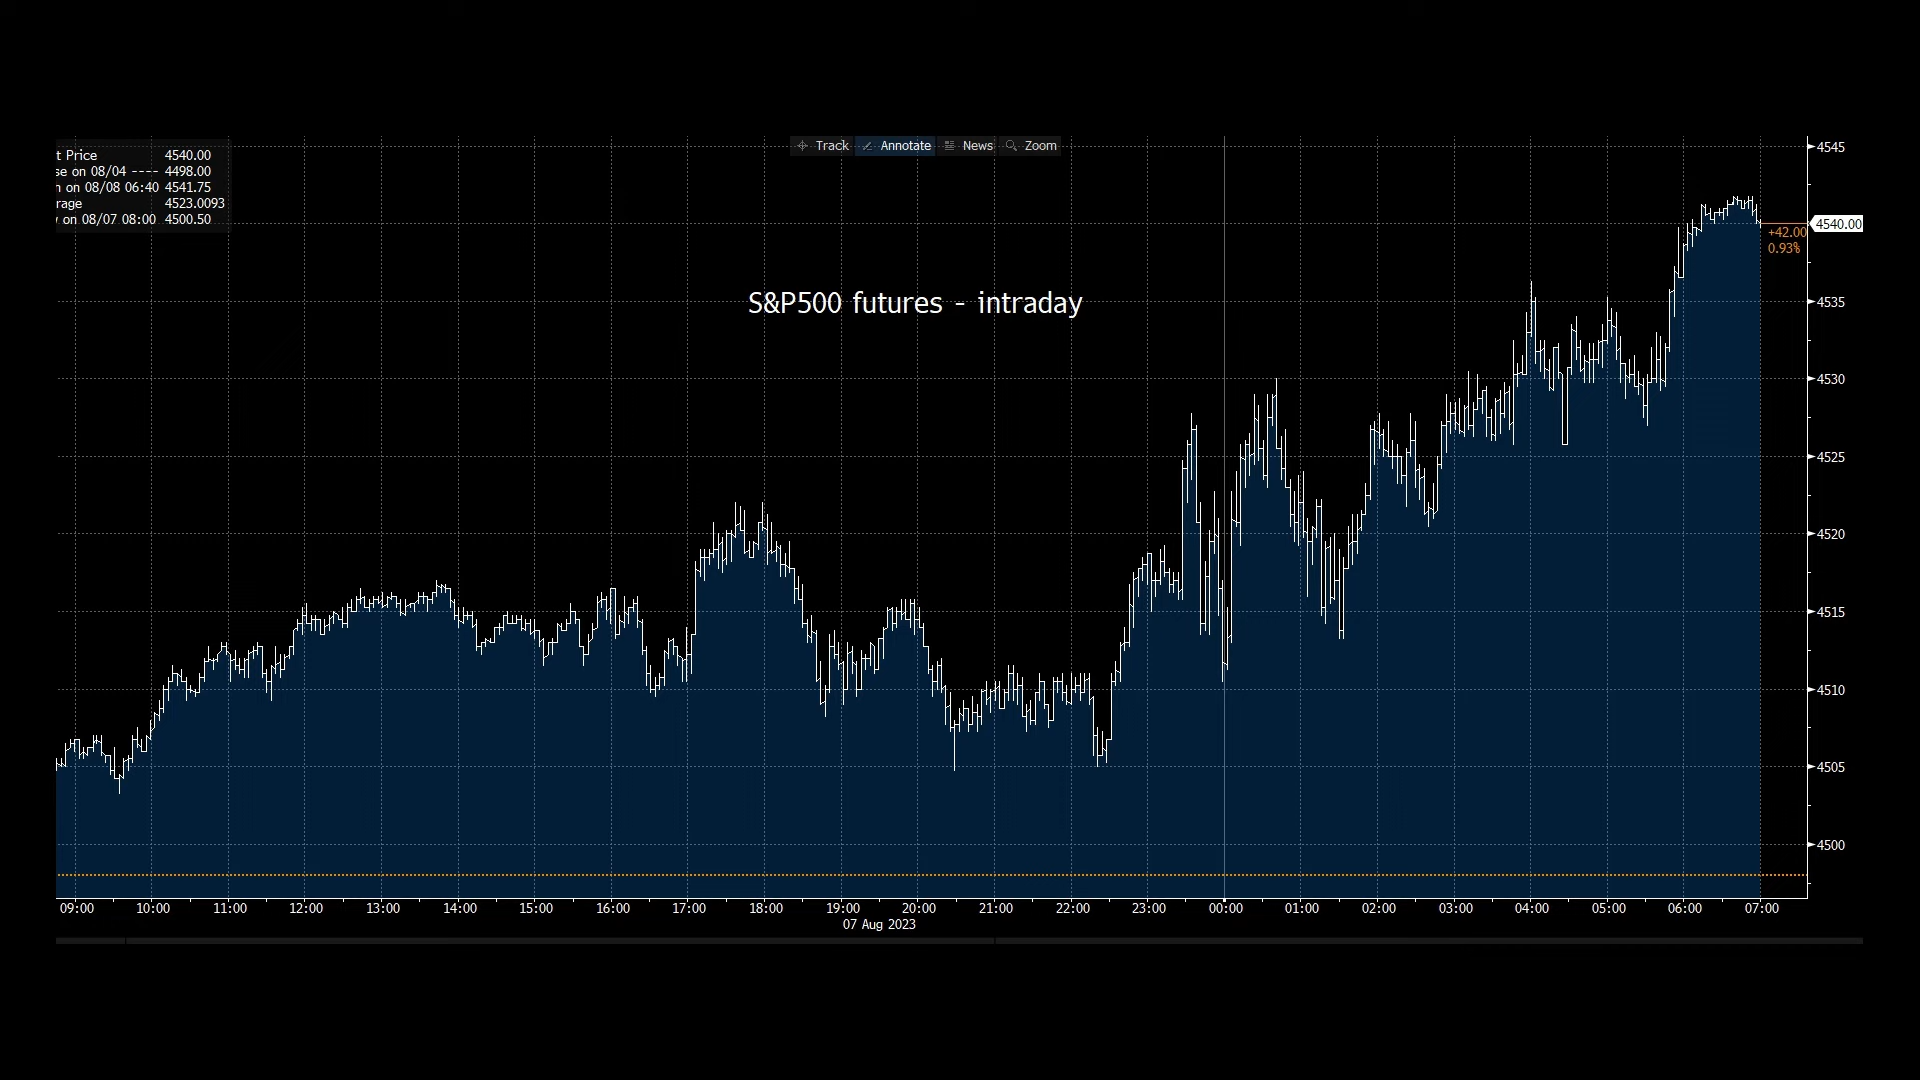 t Price 4540.00
se on 08/04 ---- 4498.00
on 08/08 06:40 4541.75
rage 4523.0093
on 08/07 08:00 4500.50
Track Annotate News Zoom
S&P500 futures - intraday
4545
4540.00
+42.00
0.93%
4535
4530
4525
4520
4515
4510
4505
4500
09:00 10:00 11:00 12:00 13:00 14:00 15:00 16:00 17:00 18:00 19:00 20:00 21:00 22:00 23:00 00:00 01:00 02:00 03:00 04:00 05:00 06:00 07:00
07 Aug 2023